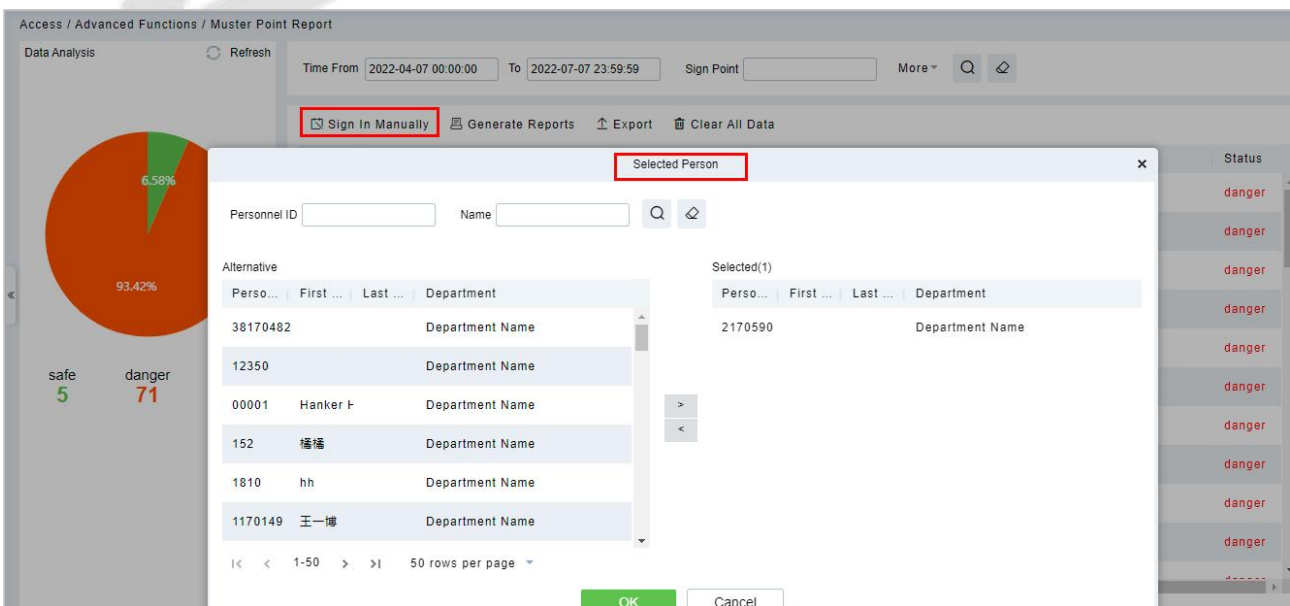 Access / Advanced Functions / Muster Point Report
Data Analysis Refresh
Time From 2022-04-07 00:00:00 To 2022-07-07 23:59:59 Sign Point More
Sign In Manually Generate Reports Export Clear All Data
Selected Person × Status
6.58%
93.42%
safe danger
5 71
Personnel ID Name
Alternative Selected(1)
Perso... First ... Last ... Department Perso... First ... Last ... Department
38170482 Department Name 2170590 Department Name
12350 Department Name
00001 Hanker H Department Name
152 橘橘 Department Name
1810 hh Department Name
1170149 王一博 Department Name
> 
<
«
|< < 1-50 > >| 50 rows per page
OK Cancel
danger
danger
danger
danger
danger
danger
danger
danger
danger
danger